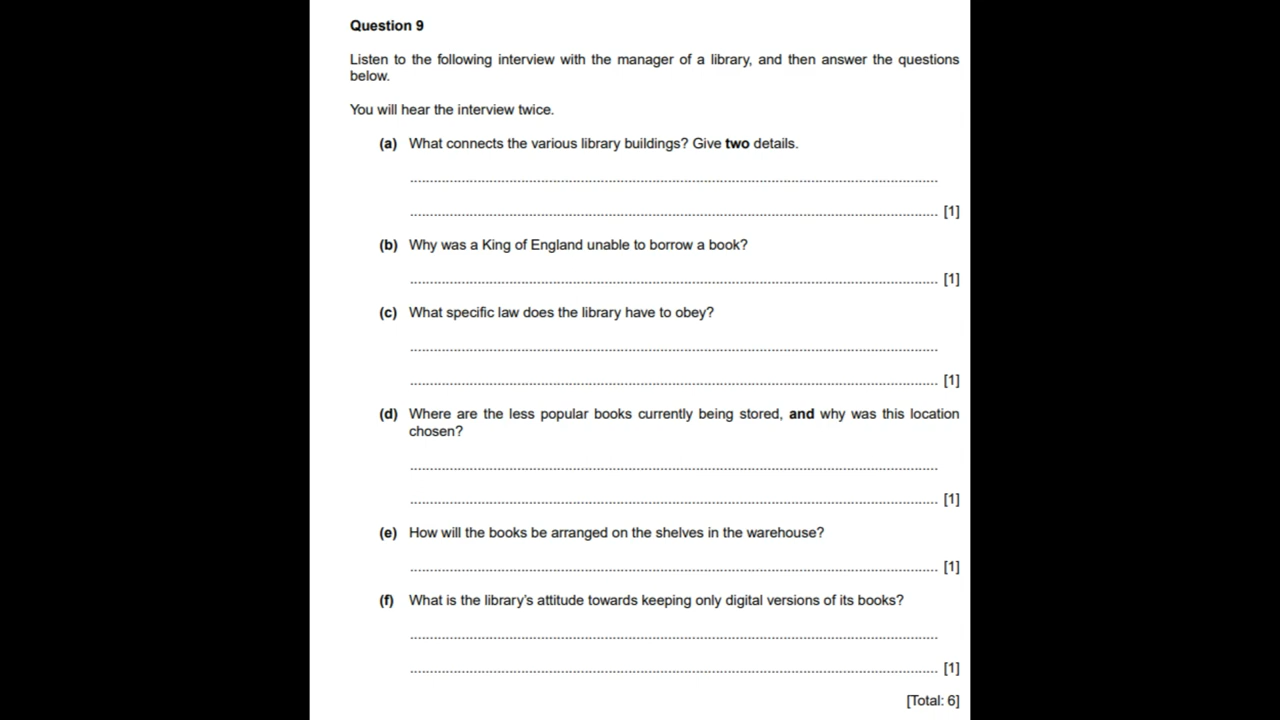 Question 9
Listen to the following interview with the manager of a library, and then answer the questions
below.
You will hear the interview twice.
(a) What connects the various library buildings? Give two details.
................................................................................................................................
................................................................................................................................ [1]
(b) Why was a King of England unable to borrow a book?
................................................................................................................................ [1]
(c) What specific law does the library have to obey?
................................................................................................................................
................................................................................................................................ [1]
(d) Where are the less popular books currently being stored, and why was this location
chosen?
................................................................................................................................
................................................................................................................................ [1]
(e) How will the books be arranged on the shelves in the warehouse?
................................................................................................................................ [1]
(f) What is the library's attitude towards keeping only digital versions of its books?
................................................................................................................................
................................................................................................................................ [1]
[Total: 6]